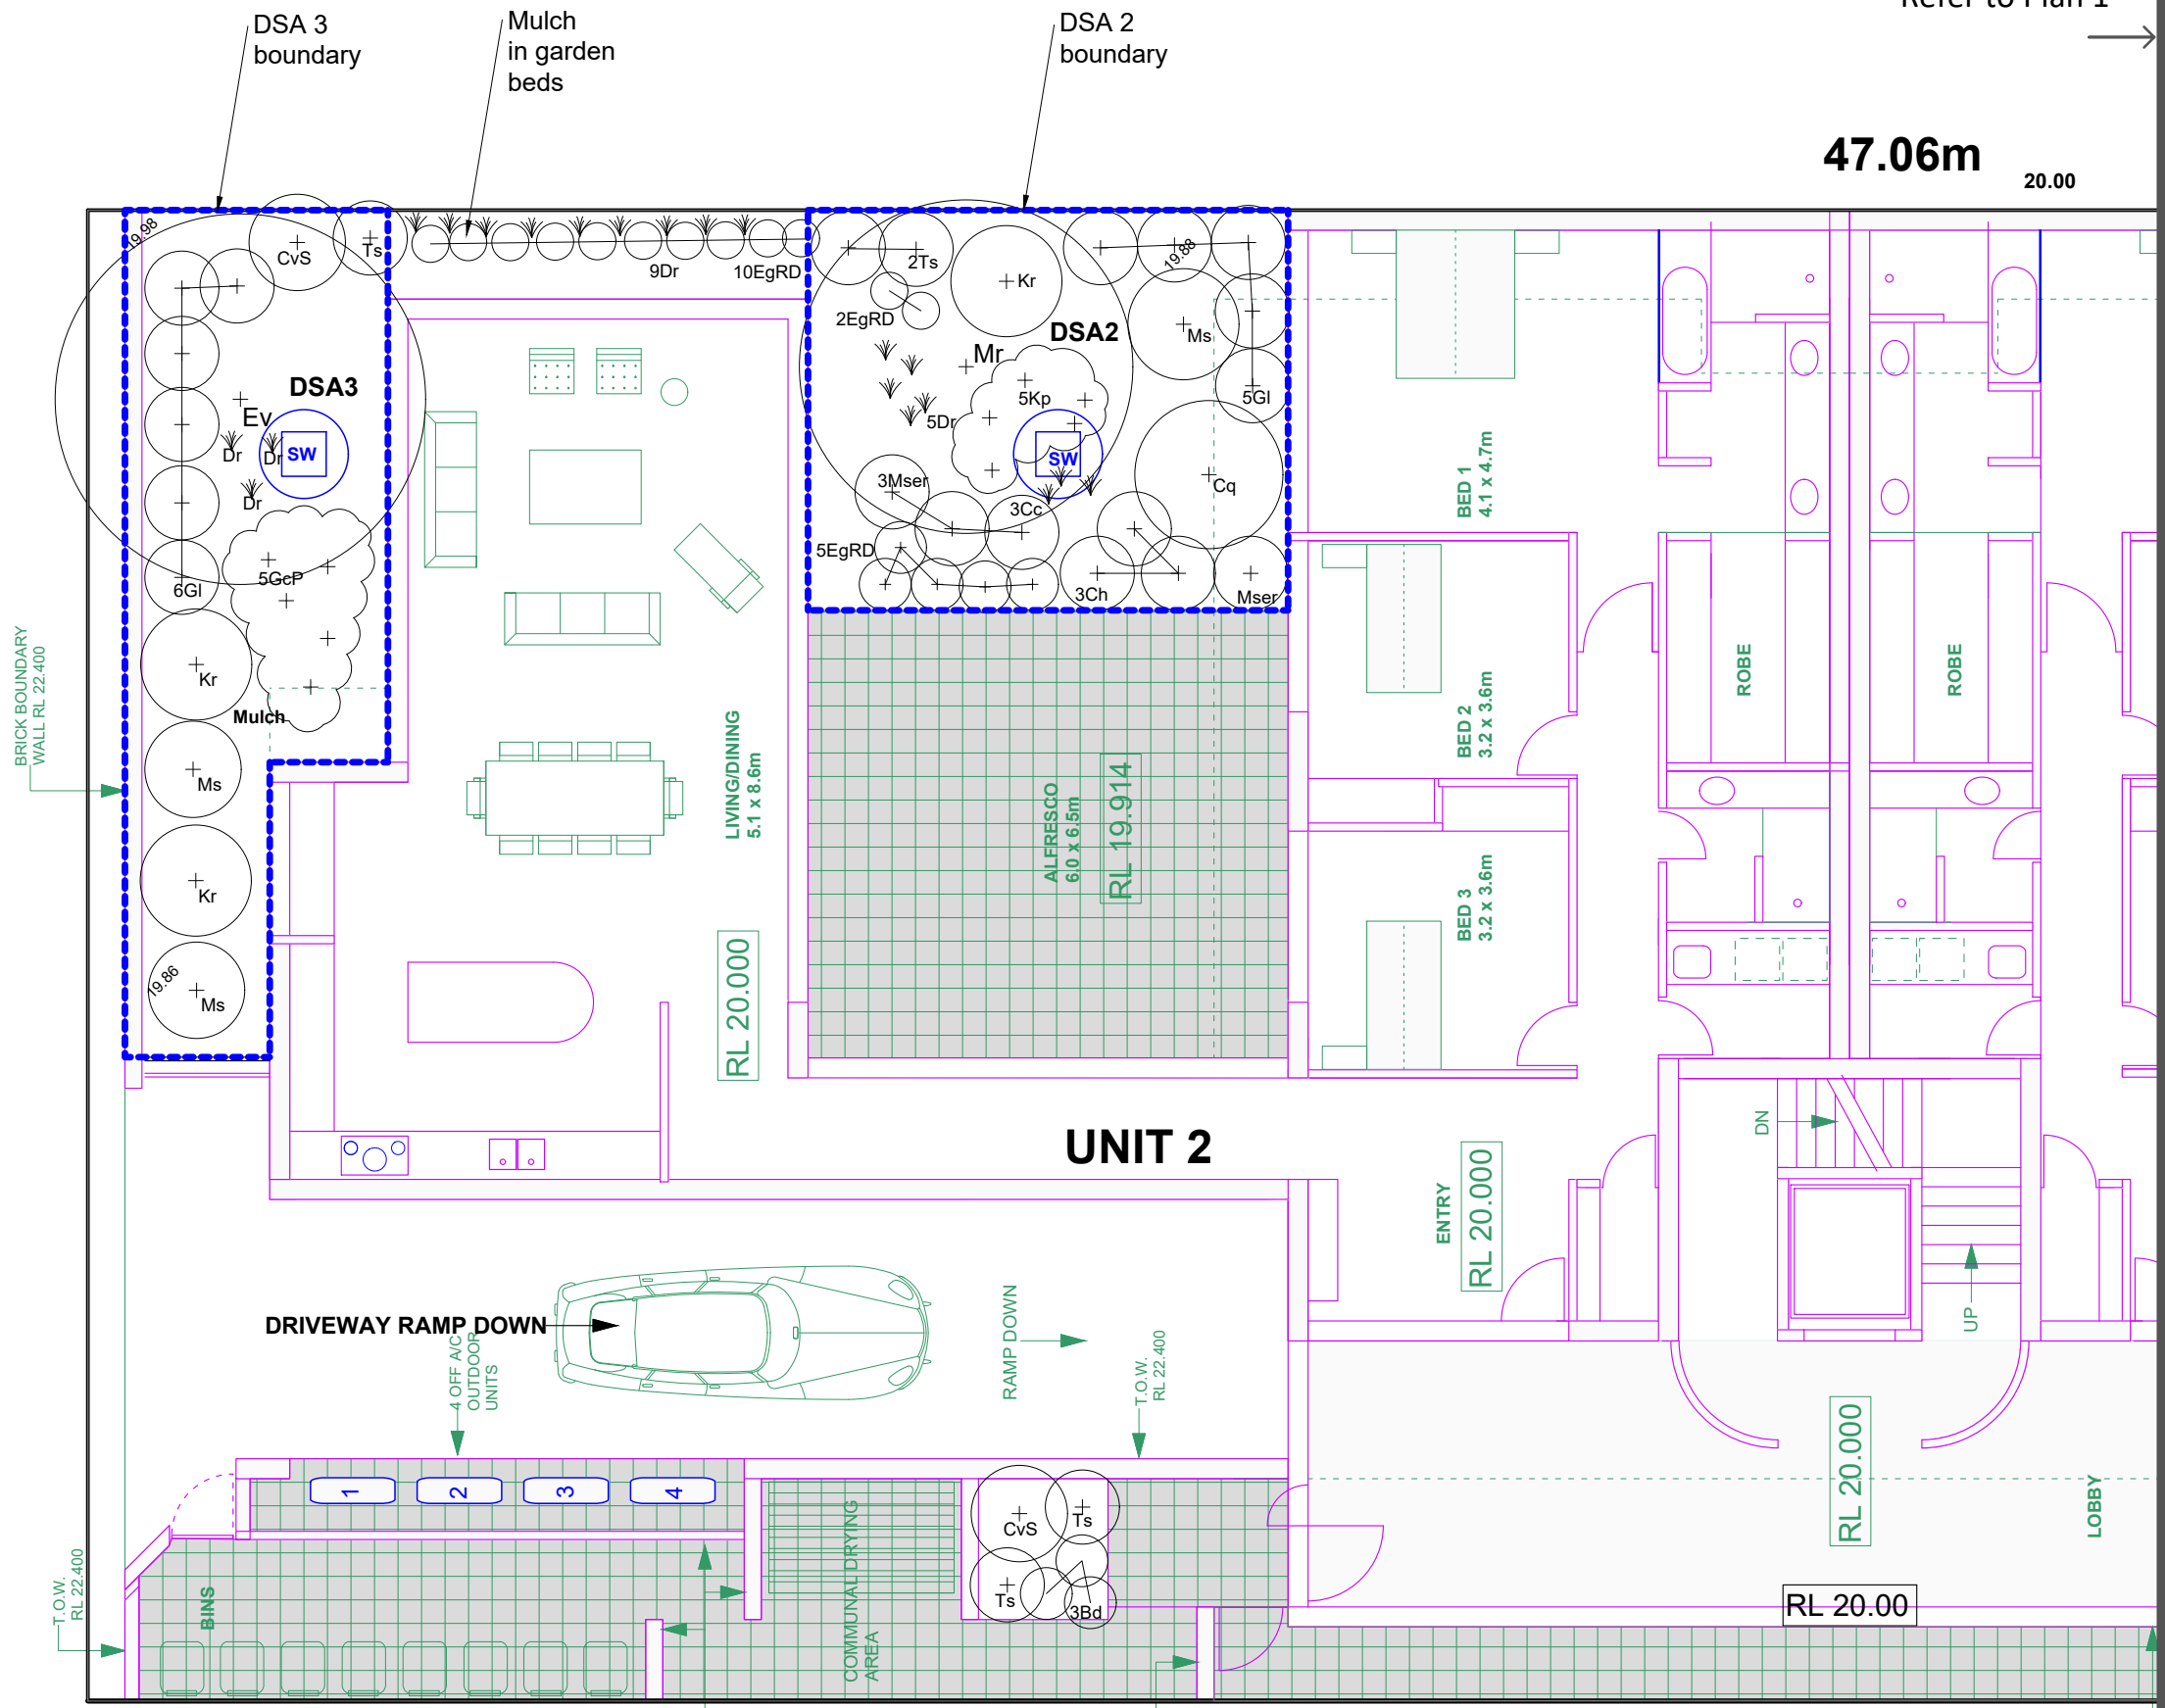 Refer to Plan 1
DSA 3
boundary
Mulch
in garden
beds
DSA 2
boundary
47.06m
20.00
19.98
CvS
Ts
9Dr
10EgRD
2Ts
Kr
19.88
2EgRD
DSA2
Ms
Mr
DSA3
5Kp
5Gl
Ev
5Dr
Dr
Dr
SW
SW
Dr
3Mser
Cq
3Cc
5EgRD
5GcP
6Gl
3Ch
Mser
BED 1
4.1 x 4.7m
BRICK BOUNDARY
WALL RL 22.400
Kr
Mulch
Ms
Kr
19.86
Ms
LIVING/DINING
5.1 x 8.6m
RL 20.000
ALFRESCO
6.0 x 6.5m
RL 19.914
BED 2
3.2 x 3.6m
BED 3
3.2 x 3.6m
ROBE
ROBE
UNIT 2
ENTRY
RL 20.000
DN
UP
DRIVEWAY RAMP DOWN
4 OFF A/C
OUTDOOR
UNITS
RAMP DOWN
T.O.W.
RL 22.400
1
2
3
4
CvS
Ts
Ts
3Bd
COMMUNAL DRYING
AREA
BINS
T.O.W.
RL 22.400
RL 20.000
LOBBY
RL 20.00